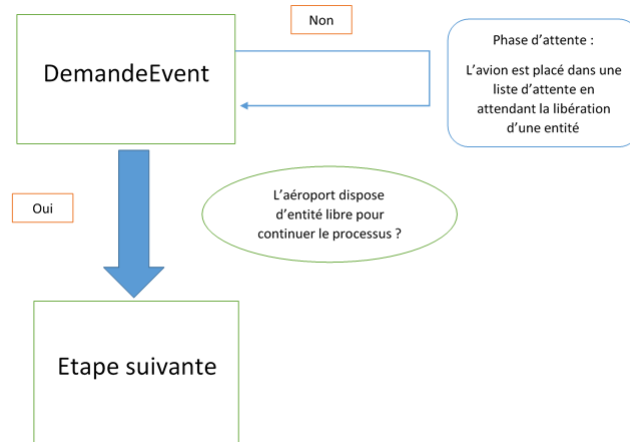 Non
DemandeEvent
Phase d'attente :
L'avion est placé dans une
liste d'attente en
attendant la libération
d'une entité
Oui
L'aéroport dispose
d'entité libre pour
continuer le processus ?
Etape suivante